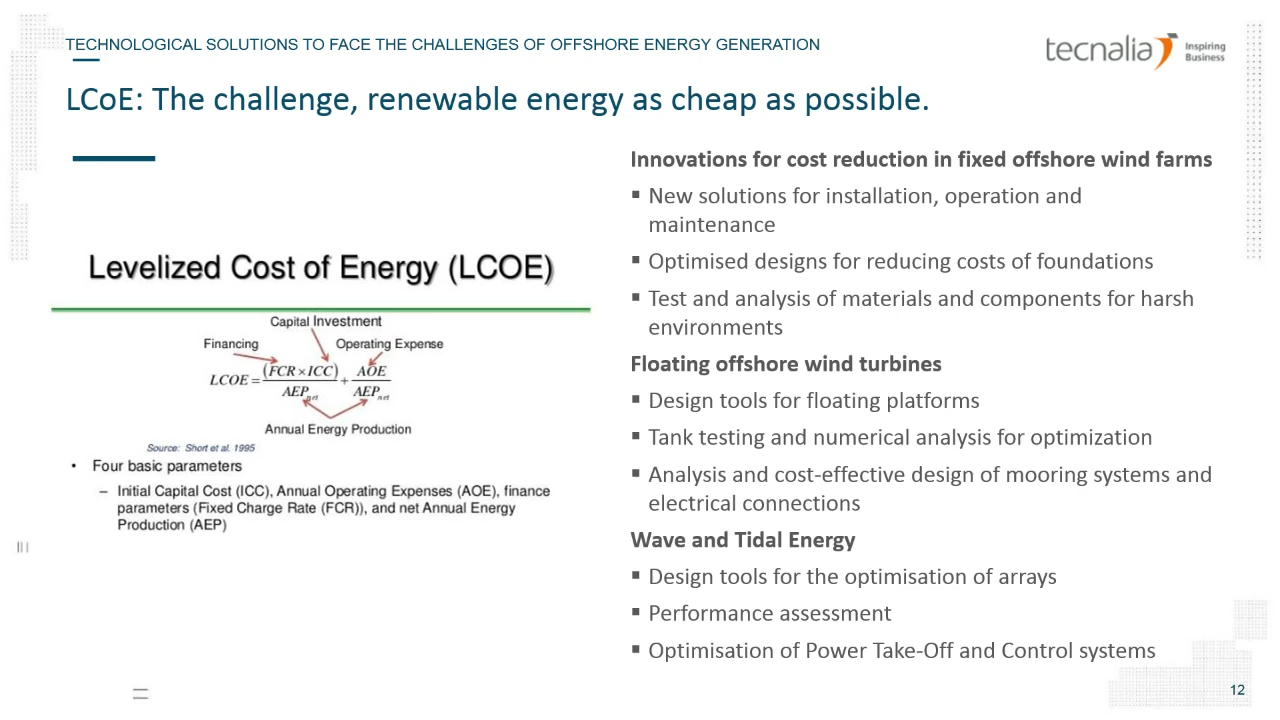 TECHNOLOGICAL SOLUTIONS TO FACE THE CHALLENGES OF OFFSHORE ENERGY GENERATION
tecnalia Inspiring
Business
LCoE: The challenge, renewable energy as cheap as possible.
Levelized Cost of Energy (LCOE)
Capital Investment
Financing Operating Expense
LCOE = (FCR × ICC) / AEPnet + AOE / AEPnet
Annual Energy Production
Source: Short et al. 1995
• Four basic parameters
– Initial Capital Cost (ICC), Annual Operating Expenses (AOE), finance
parameters (Fixed Charge Rate (FCR)), and net Annual Energy
Production (AEP)
Innovations for cost reduction in fixed offshore wind farms
▪ New solutions for installation, operation and
maintenance
▪ Optimised designs for reducing costs of foundations
▪ Test and analysis of materials and components for harsh
environments
Floating offshore wind turbines
▪ Design tools for floating platforms
▪ Tank testing and numerical analysis for optimization
▪ Analysis and cost-effective design of mooring systems and
electrical connections
Wave and Tidal Energy
▪ Design tools for the optimisation of arrays
▪ Performance assessment
▪ Optimisation of Power Take-Off and Control systems
12